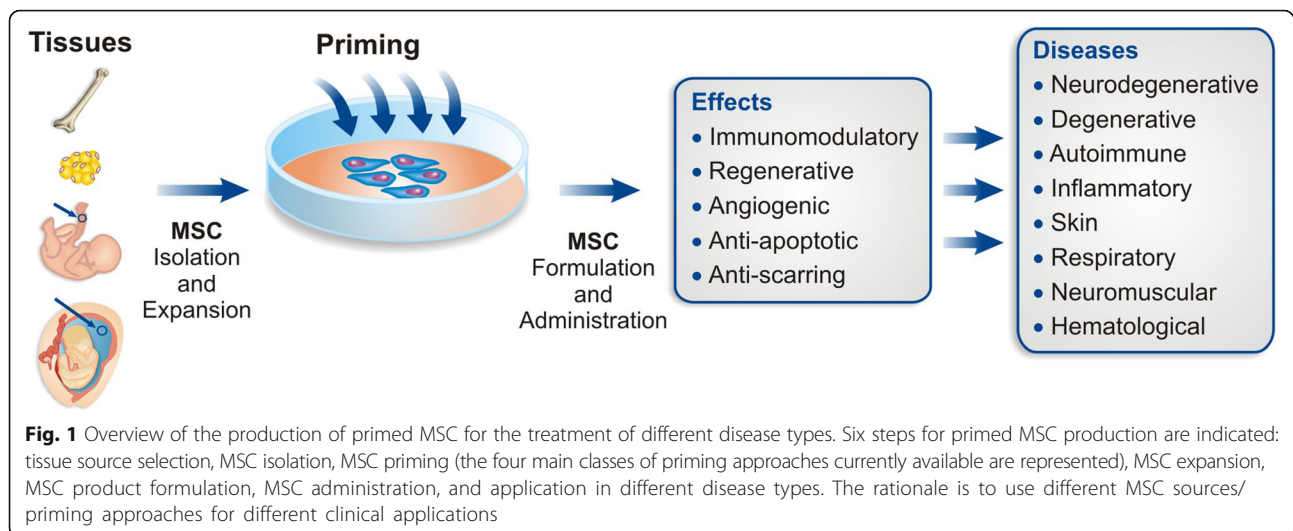 Tissues
Priming
MSC
Isolation
and
Expansion
MSC
Formulation
and
Administration
Effects
• Immunomodulatory
• Regenerative
• Angiogenic
• Anti-apoptotic
• Anti-scarring
Diseases
• Neurodegenerative
• Degenerative
• Autoimmune
• Inflammatory
• Skin
• Respiratory
• Neuromuscular
• Hematological
Fig. 1 Overview of the production of primed MSC for the treatment of different disease types. Six steps for primed MSC production are indicated:
tissue source selection, MSC isolation, MSC priming (the four main classes of priming approaches currently available are represented), MSC expansion,
MSC product formulation, MSC administration, and application in different disease types. The rationale is to use different MSC sources/
priming approaches for different clinical applications